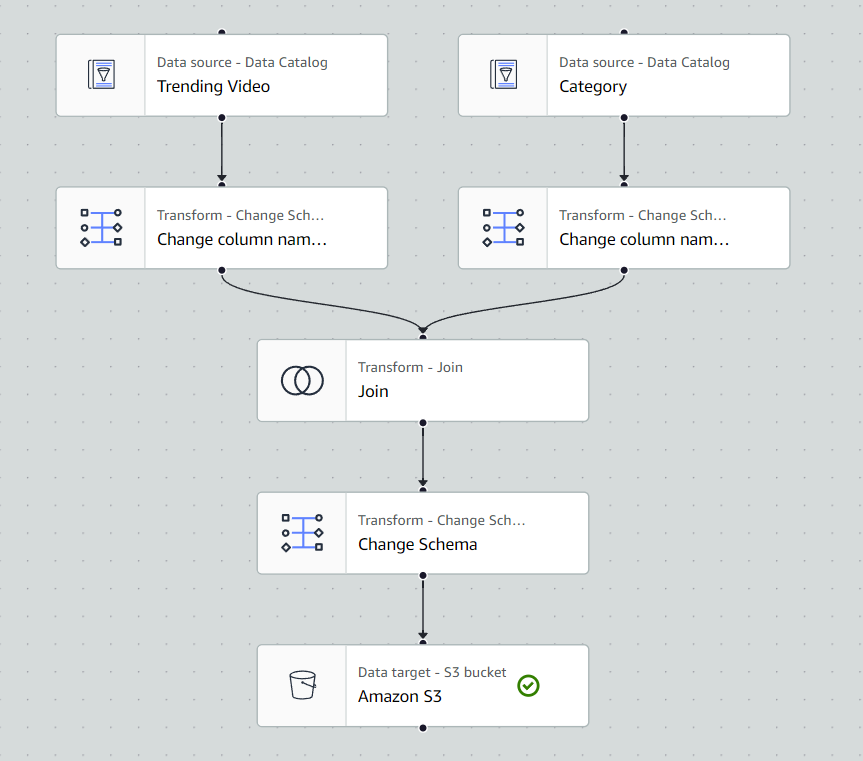 Data source - Data Catalog
Trending Video
Data source - Data Catalog
Category
Transform - Change Sch...
Change column nam...
Transform - Change Sch...
Change column nam...
Transform - Join
Join
Transform - Change Sch...
Change Schema
Data target - S3 bucket
Amazon S3